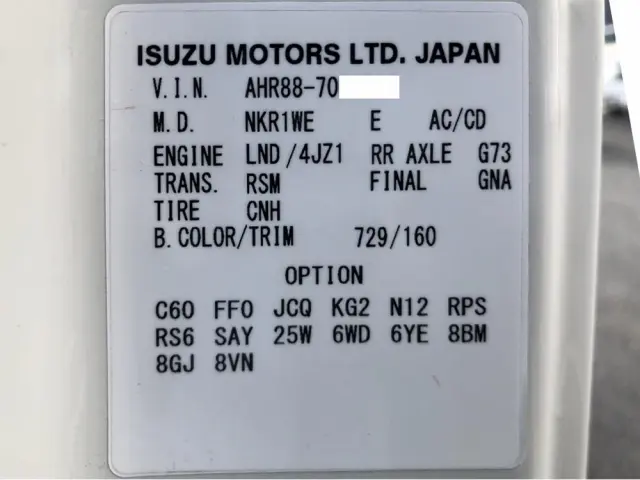 ISUZU MOTORS LTD. JAPAN
V.I.N. AHR88-70
M.D. NKR1WE E AC/CD
ENGINE LND/4JZ1 RR AXLE G73
TRANS. RSM FINAL GNA
TIRE CNH
B.COLOR/TRIM 729/160
OPTION
C60 FF0 JCQ KG2 N12 RPS
RS6 SAY 25W 6WD 6YE 8BM
8GJ 8VN